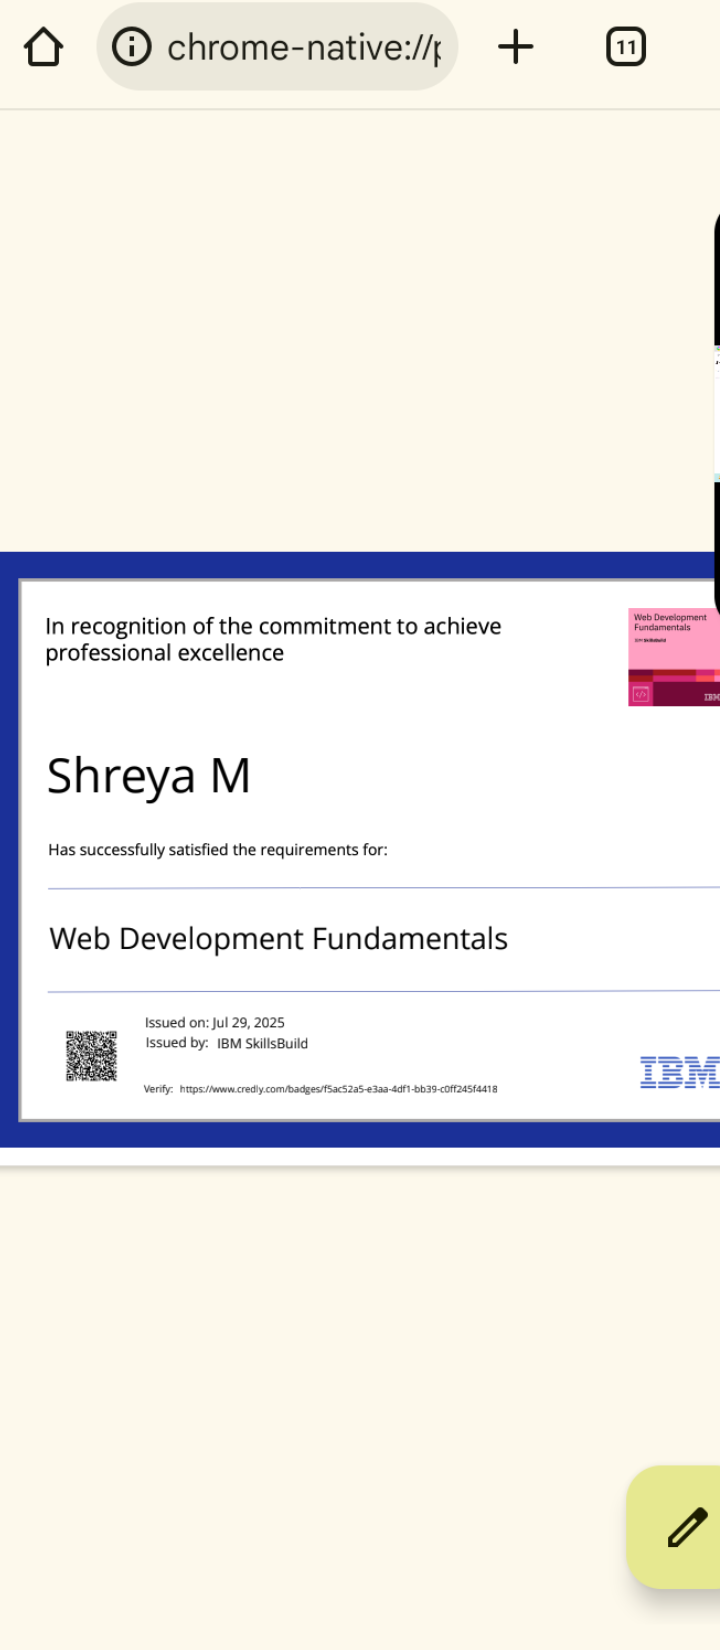 chrome-native://
11
In recognition of the commitment to achieve
professional excellence
Web Development
Fundamentals
IBM SkillsBuild
IBM
Shreya M
Has successfully satisfied the requirements for:
Web Development Fundamentals
Issued on: Jul 29, 2025
Issued by: IBM SkillsBuild
Verify: https://www.credly.com/badges/f5ac52a5-e3aa-4df1-bb39-c0ff245f4418
IBM